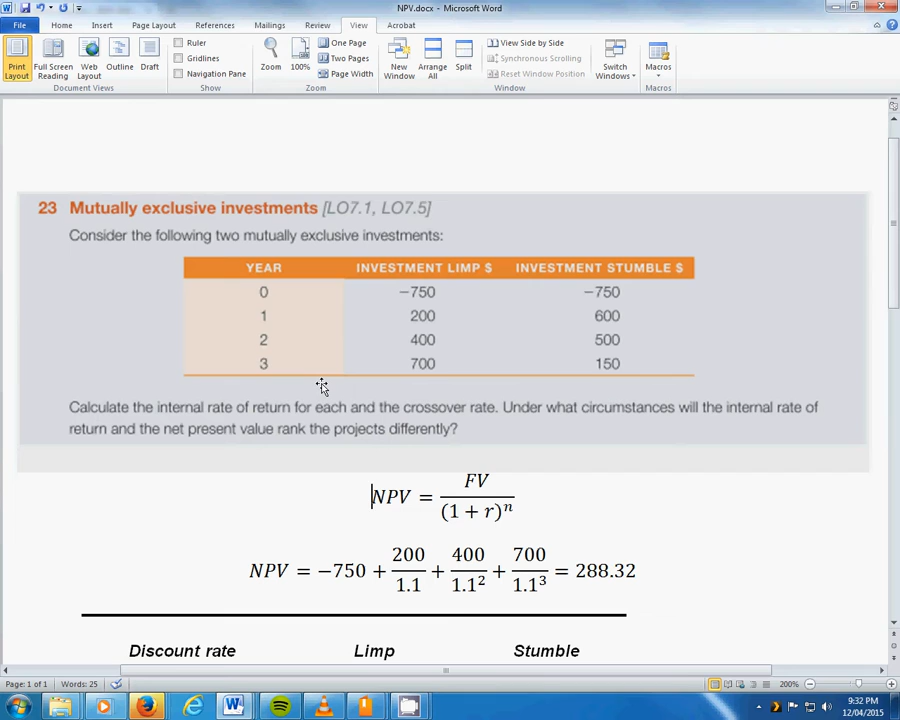 NPV.docx - Microsoft Word
File Home Insert Page Layout References Mailings Review View Acrobat
Print Layout
Full Screen Reading
Web Layout
Outline
Draft
Document Views
Ruler
Gridlines
Navigation Pane
Show
Zoom
100%
One Page
Two Pages
Page Width
Zoom
New Window
Arrange All
Split
View Side by Side
Synchronous Scrolling
Reset Window Position
Window
Switch Windows
Macros
Macros
23 Mutually exclusive investments [LO7.1, LO7.5]
Consider the following two mutually exclusive investments:
YEAR INVESTMENT LIMP $ INVESTMENT STUMBLE $
0 −750 −750
1 200 600
2 400 500
3 700 150
Calculate the internal rate of return for each and the crossover rate. Under what circumstances will the internal rate of
return and the net present value rank the projects differently?
NPV = FV / (1 + r)^n
NPV = −750 + 200/1.1 + 400/1.1² + 700/1.1³ = 288.32
Discount rate Limp Stumble
Page: 1 of 1 Words: 25 200%
9:32 PM
12/04/2015